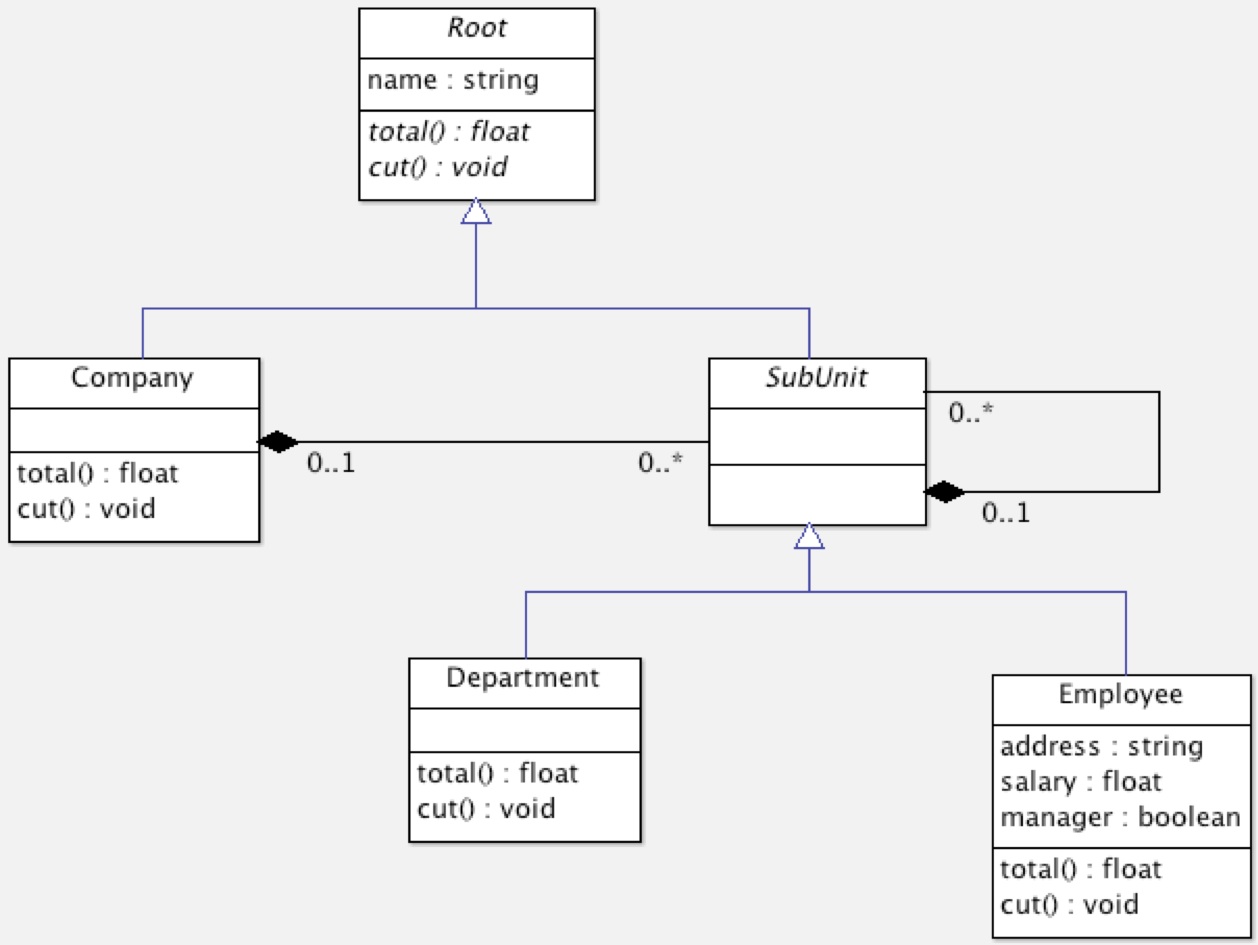 Root
name : string
total() : float
cut() : void
Company
total() : float
cut() : void
0..1
0..*
SubUnit
0..*
0..1
Department
total() : float
cut() : void
Employee
address : string
salary : float
manager : boolean
total() : float
cut() : void